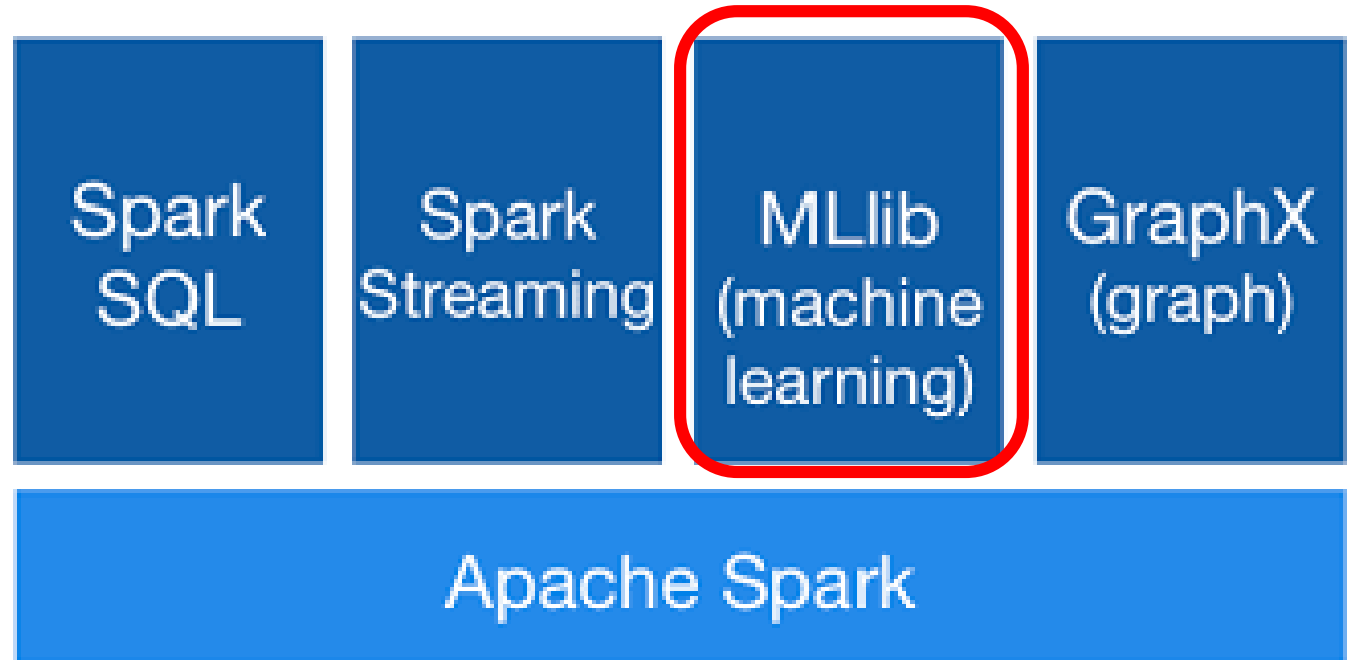 Spark
SQL
Spark
Streaming
MLlib
(machine
learning)
GraphX
(graph)
Apache Spark